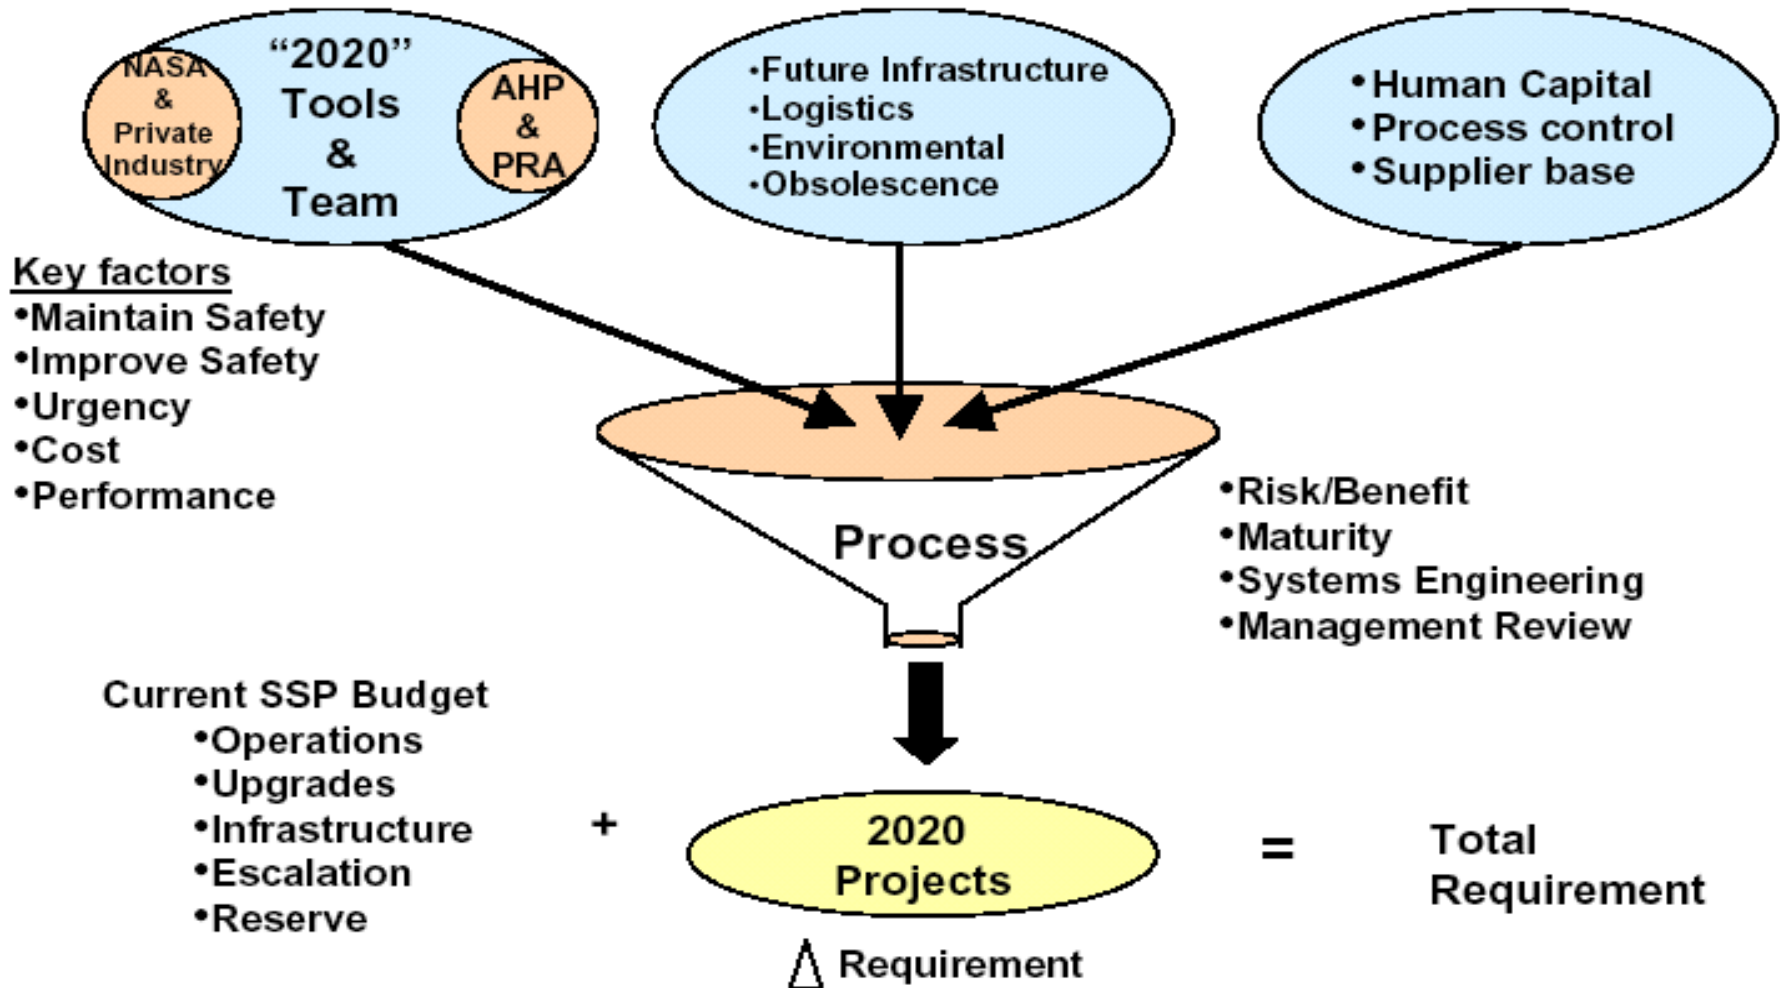 NASA
&
Private
Industry
“2020”
Tools
&
Team
AHP
&
PRA
•Future Infrastructure
•Logistics
•Environmental
•Obsolescence
•Human Capital
•Process control
•Supplier base
Key factors
•Maintain Safety
•Improve Safety
•Urgency
•Cost
•Performance
Process
•Risk/Benefit
•Maturity
•Systems Engineering
•Management Review
Current SSP Budget
•Operations
•Upgrades
•Infrastructure
•Escalation
•Reserve
+
2020
Projects
=
Total
Requirement
△ Requirement